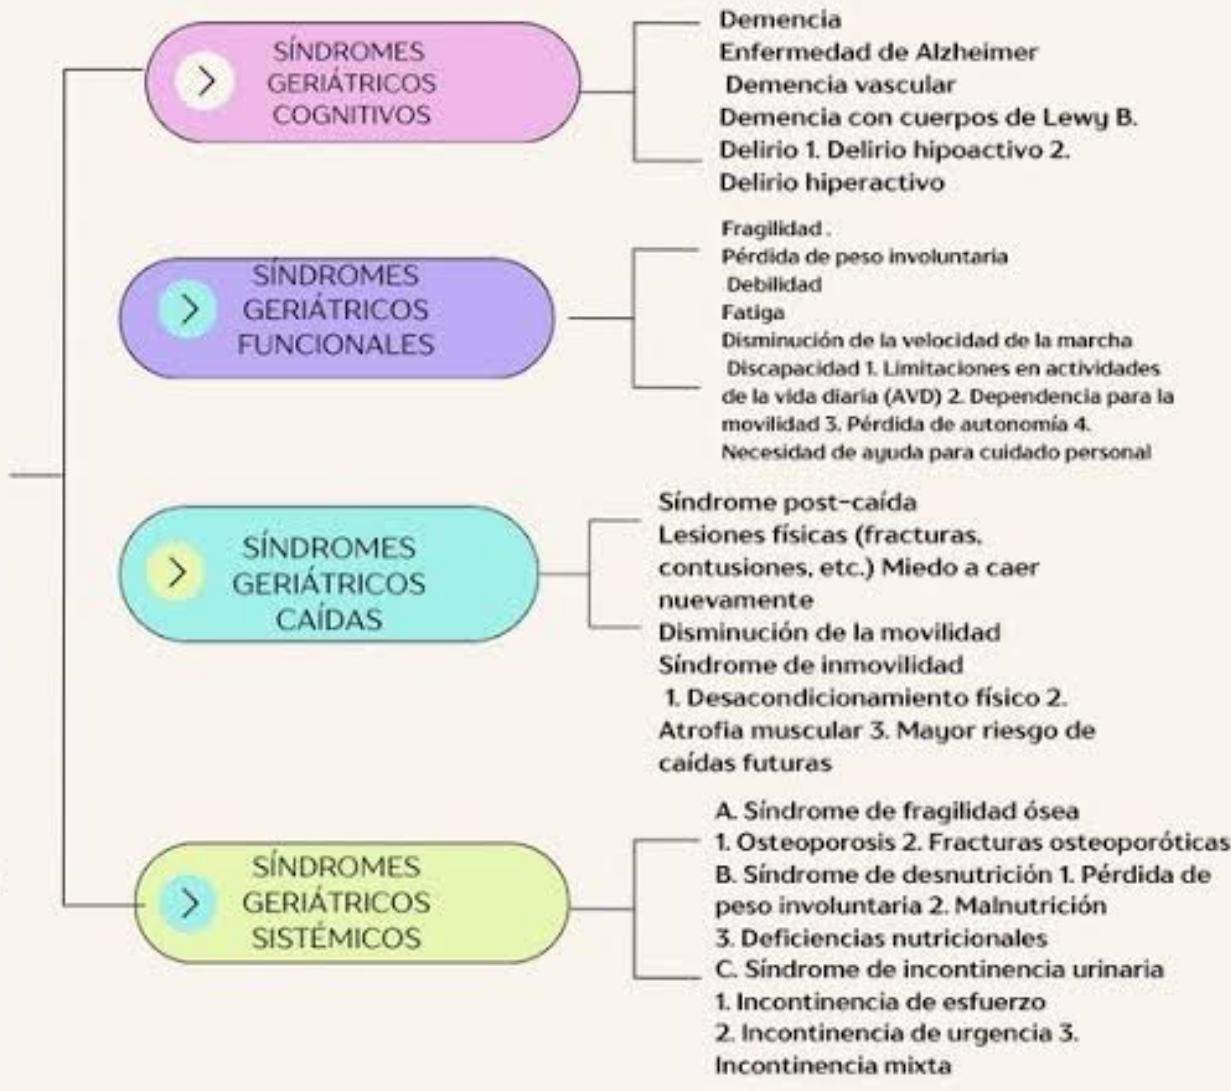 SÍNDROMES
GERIÁTRICOS
COGNITIVOS
Demencia
Enfermedad de Alzheimer
Demencia vascular
Demencia con cuerpos de Lewy B.
Delirio 1. Delirio hipoactivo 2.
Delirio hiperactivo
SÍNDROMES
GERIÁTRICOS
FUNCIONALES
Fragilidad .
Pérdida de peso involuntaria
Debilidad
Fatiga
Disminución de la velocidad de la marcha
Discapacidad 1. Limitaciones en actividades
de la vida diaria (AVD) 2. Dependencia para la
movilidad 3. Pérdida de autonomía 4.
Necesidad de ayuda para cuidado personal
SÍNDROMES
GERIÁTRICOS
CAÍDAS
Síndrome post-caída
Lesiones físicas (fracturas,
contusiones, etc.) Miedo a caer
nuevamente
Disminución de la movilidad
Síndrome de inmovilidad
1. Desacondicionamiento físico 2.
Atrofia muscular 3. Mayor riesgo de
caídas futuras
SÍNDROMES
GERIÁTRICOS
SISTÉMICOS
A. Síndrome de fragilidad ósea
1. Osteoporosis 2. Fracturas osteoporóticas
B. Síndrome de desnutrición 1. Pérdida de
peso involuntaria 2. Malnutrición
3. Deficiencias nutricionales
C. Síndrome de incontinencia urinaria
1. Incontinencia de esfuerzo
2. Incontinencia de urgencia 3.
Incontinencia mixta